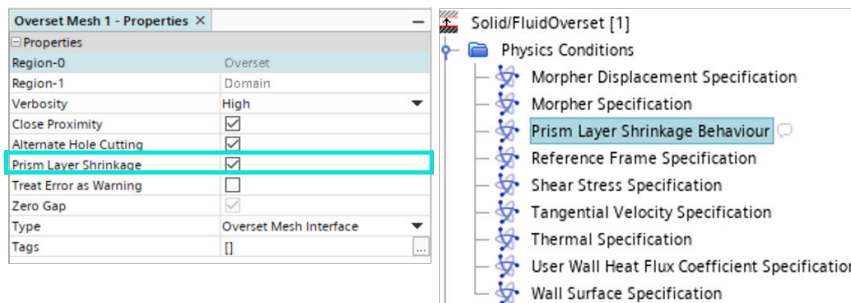 Overset Mesh 1 - Properties ×
Properties
Region-0 Overset
Region-1 Domain
Verbosity High
Close Proximity
Alternate Hole Cutting
Prism Layer Shrinkage
Treat Error as Warning
Zero Gap
Type Overset Mesh Interface
Tags [] ...
Solid/FluidOverset [1]
Physics Conditions
Morpher Displacement Specification
Morpher Specification
Prism Layer Shrinkage Behaviour
Reference Frame Specification
Shear Stress Specification
Tangential Velocity Specification
Thermal Specification
User Wall Heat Flux Coefficient Specification
Wall Surface Specification